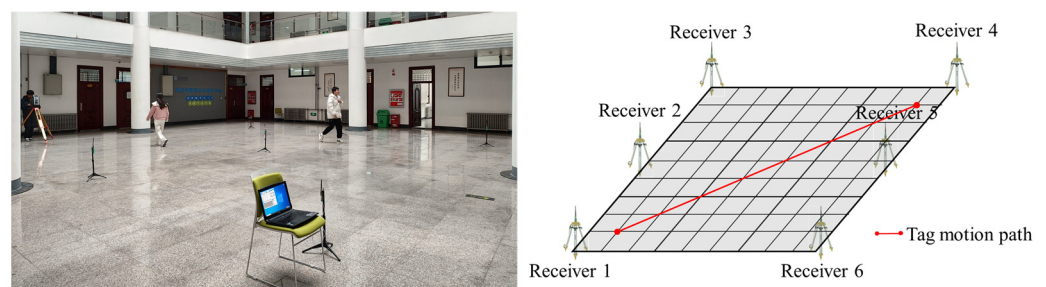 Receiver 3
Receiver 4
Receiver 2
Receiver 5
Tag motion path
Receiver 1
Receiver 6